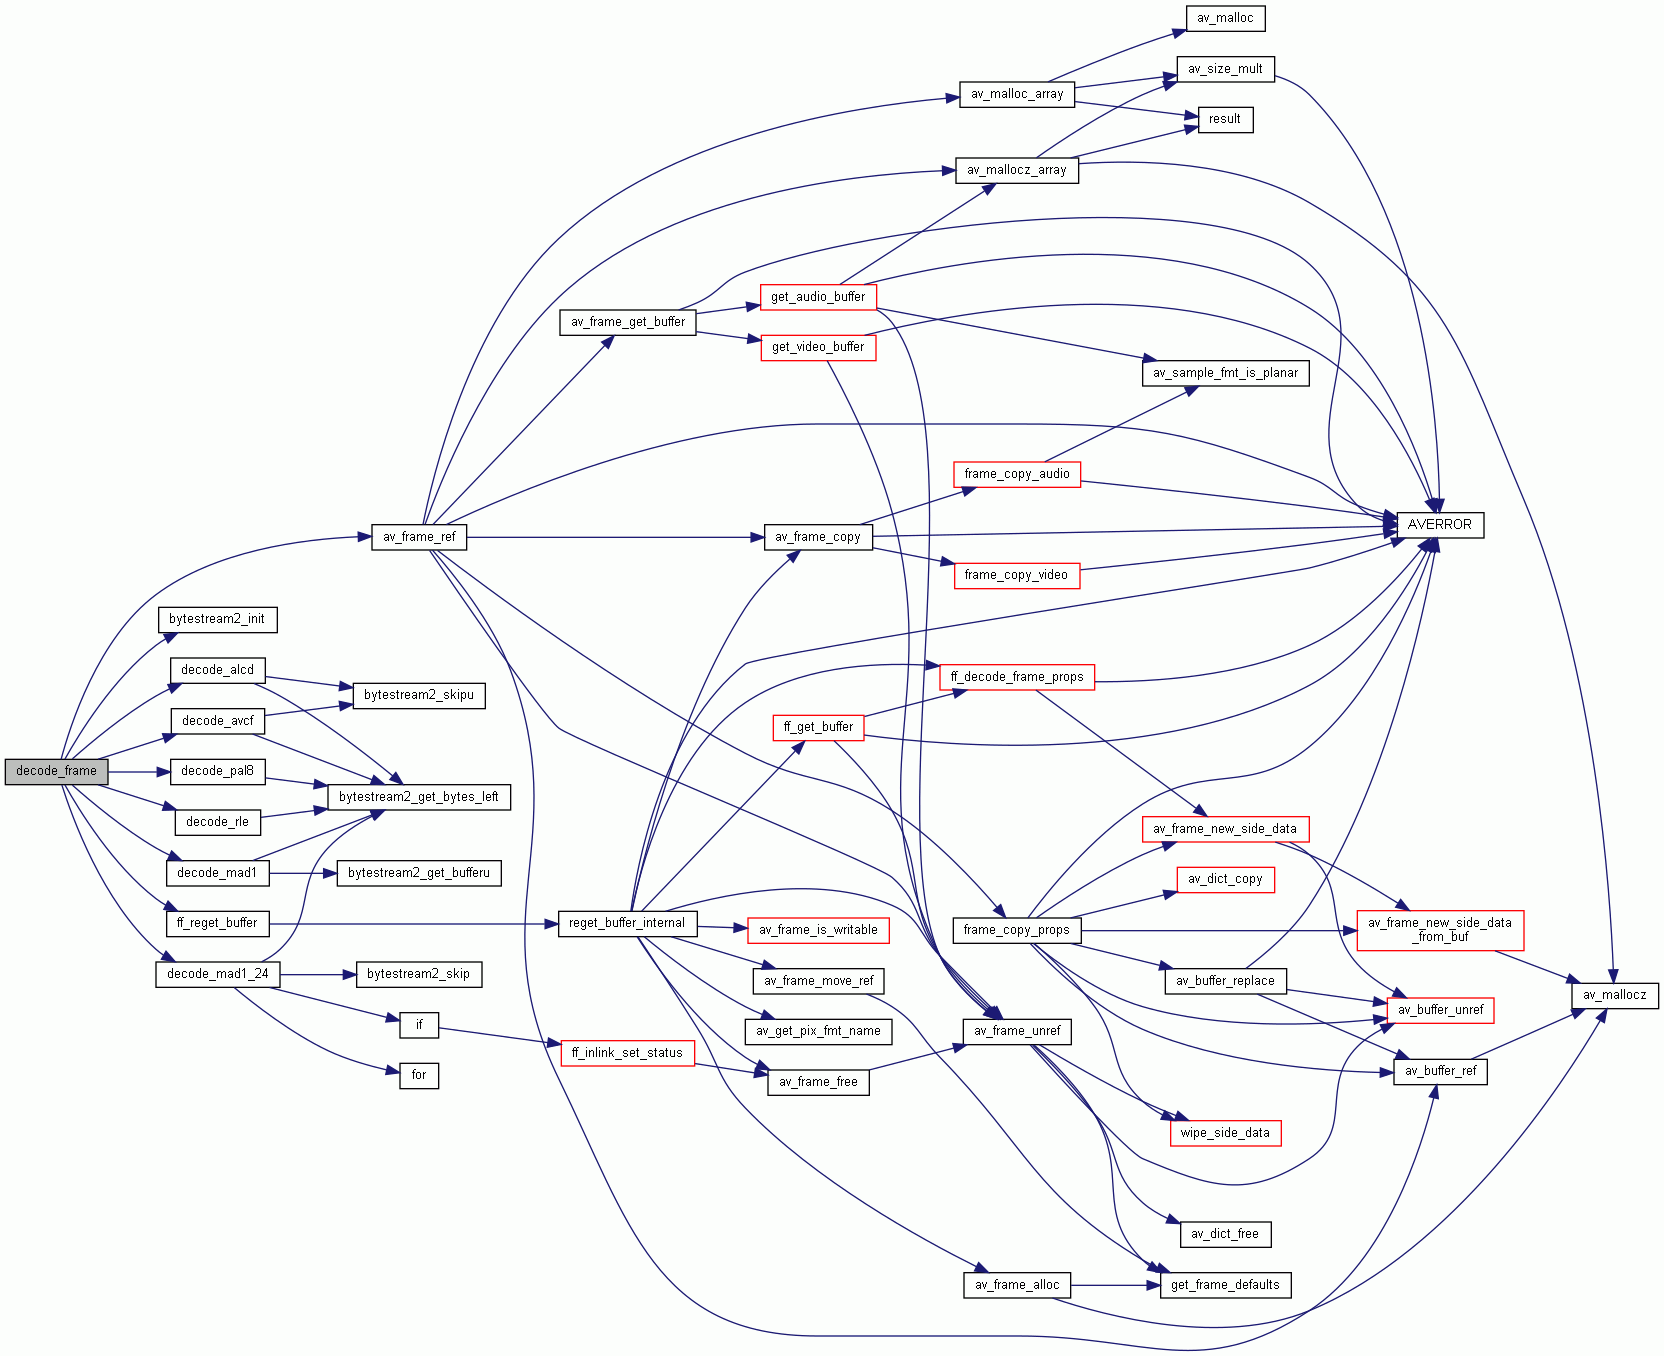 av_malloc
av_size_mult
av_malloc_array
result
av_mallocz_array
get_audio_buffer
av_frame_get_buffer
get_video_buffer
av_sample_fmt_is_planar
frame_copy_audio
AVERROR
av_frame_ref
av_frame_copy
frame_copy_video
bytestream2_init
decode_alcd
ff_decode_frame_props
bytestream2_skipu
decode_avcf
ff_get_buffer
decode_frame
decode_pal8
bytestream2_get_bytes_left
decode_rle
av_frame_new_side_data
decode_mad1
bytestream2_get_bufferu
av_dict_copy
ff_reget_buffer
reget_buffer_internal
av_frame_is_writable
frame_copy_props
av_frame_new_side_data
_from_buf
decode_mad1_24
bytestream2_skip
av_frame_move_ref
av_buffer_replace
av_mallocz
av_buffer_unref
if
av_get_pix_fmt_name
av_frame_unref
ff_inlink_set_status
av_buffer_ref
for
av_frame_free
wipe_side_data
av_dict_free
av_frame_alloc
get_frame_defaults